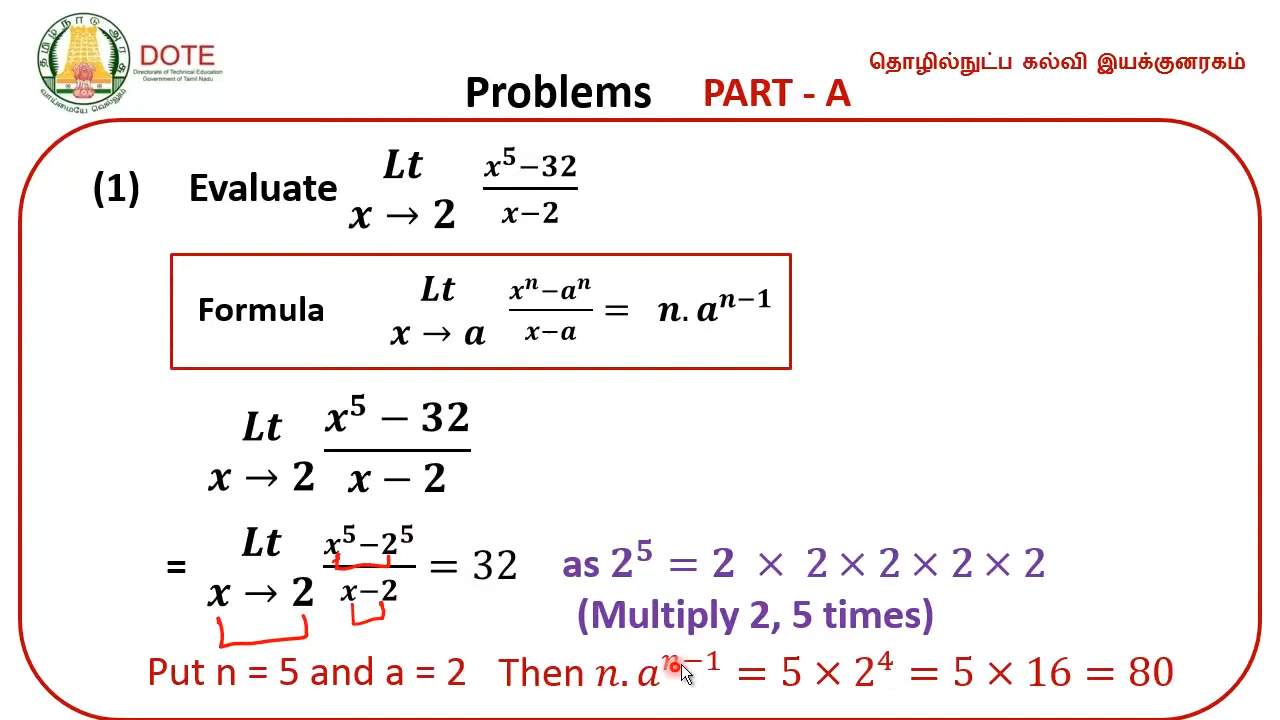 தமிழ்நாடு அரசு
வாய்மையே வெல்லும்
DOTE
Directorate of Technical Education
Government of Tamil Nadu
தொழில்நுட்ப கல்வி இயக்குனரகம்
Problems PART - A
(1) Evaluate Lt x → 2 (x⁵−32)/(x−2)
Formula Lt x → a (xⁿ−aⁿ)/(x−a) = n.aⁿ⁻¹
Lt x → 2 (x⁵ − 32)/(x − 2)
= Lt x → 2 (x⁵−2⁵)/(x−2) = 32 as 2⁵ = 2 × 2 × 2 × 2 × 2
(Multiply 2, 5 times)
Put n = 5 and a = 2 Then n.aⁿ⁻¹ = 5 × 2⁴ = 5 × 16 = 80